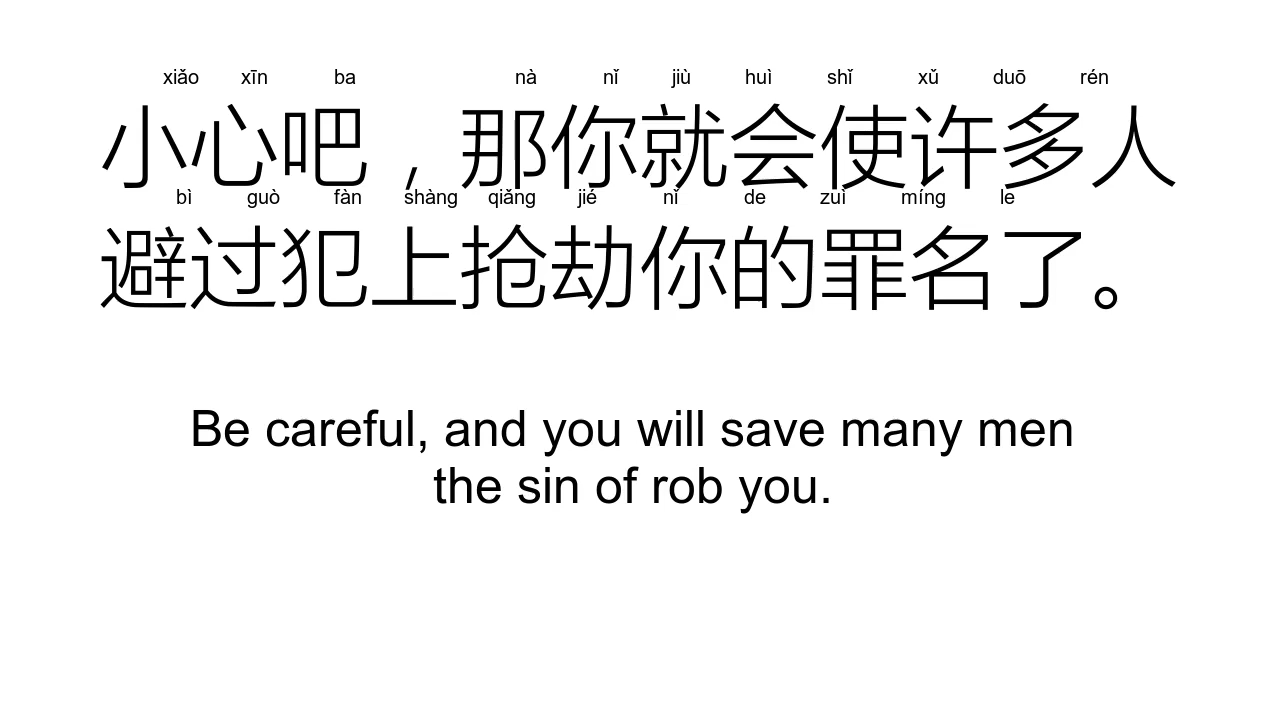 xiǎo xīn ba nà nǐ jiù huì shǐ xǔ duō rén
小心吧，那你就会使许多人
bì guò fàn shàng qiǎng jié nǐ de zuì míng le
避过犯上抢劫你的罪名了。
Be careful, and you will save many men
the sin of rob you.